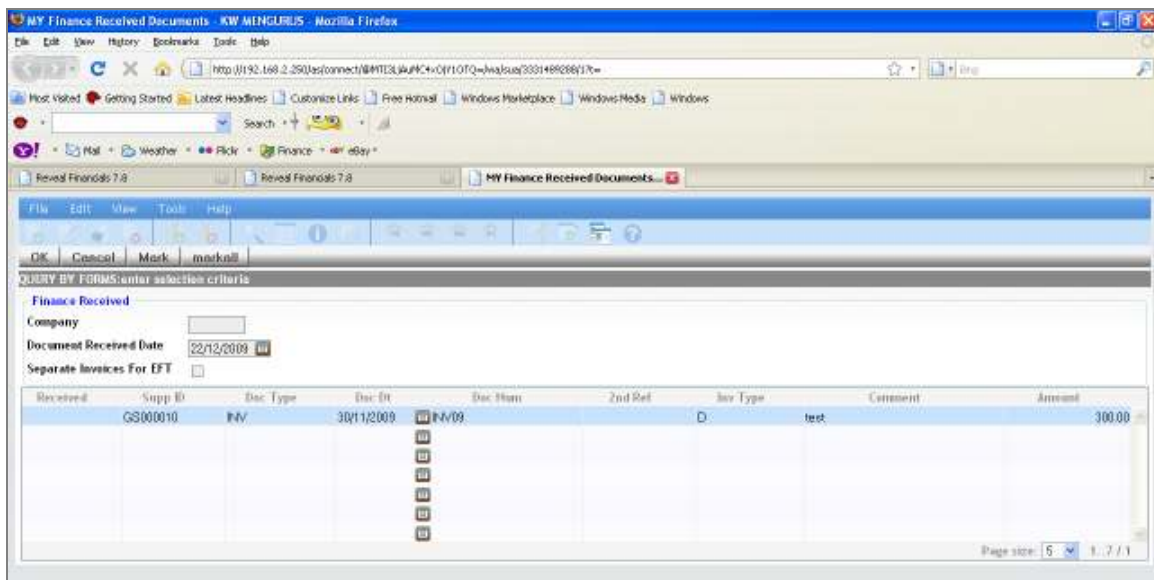 MY Finance Received Documents - KW MENGURUS - Mozilla Firefox
File Edit View History Bookmarks Tools Help
Most Visited Getting Started Latest Headlines Customize Links Free Hotmail Windows Marketplace Windows Media Windows
Search
Y! Mail Weather Flickr Finance eBay
Reveal Financials 7.8 Reveal Financials 7.8 MY Finance Received Documents...
File Edit View Tools Help
OK Cancel Mark markall
QUERY BY FORMS:enter selection criteria
Finance Received
Company
Document Received Date 22/12/2009
Separate Invoices For EFT
Received Supp ID Doc Type Doc Dt Doc Num 2nd Ref Inv Type Comment Amount
GS000010 INV 30/11/2009 INV09 D test 300.00
Page size: 5 1..7 / 1